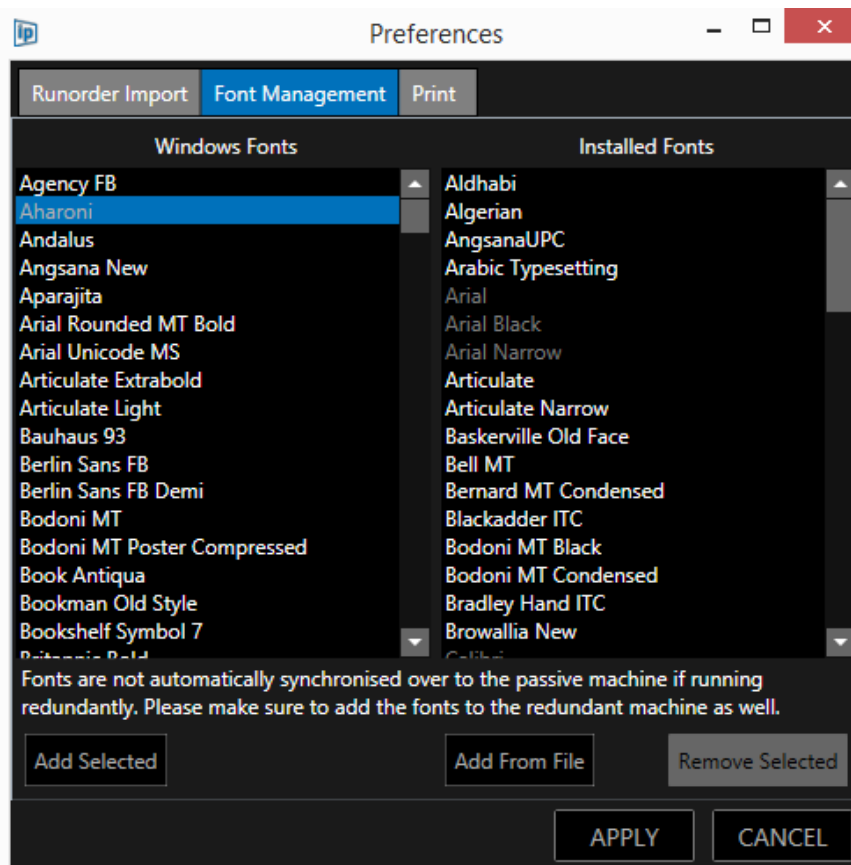 ip
Preferences
Runorder Import
Font Management
Print
Windows Fonts
Agency FB
Aharoni
Andalus
Angsana New
Aparajita
Arial Rounded MT Bold
Arial Unicode MS
Articulate Extrabold
Articulate Light
Bauhaus 93
Berlin Sans FB
Berlin Sans FB Demi
Bodoni MT
Bodoni MT Poster Compressed
Book Antiqua
Bookman Old Style
Bookshelf Symbol 7
Britannic Bold
Installed Fonts
Aldhabi
Algerian
AngsanaUPC
Arabic Typesetting
Arial
Arial Black
Arial Narrow
Articulate
Articulate Narrow
Baskerville Old Face
Bell MT
Bernard MT Condensed
Blackadder ITC
Bodoni MT Black
Bodoni MT Condensed
Bradley Hand ITC
Browallia New
Calibri
Fonts are not automatically synchronised over to the passive machine if running
redundantly. Please make sure to add the fonts to the redundant machine as well.
Add Selected
Add From File
Remove Selected
APPLY
CANCEL